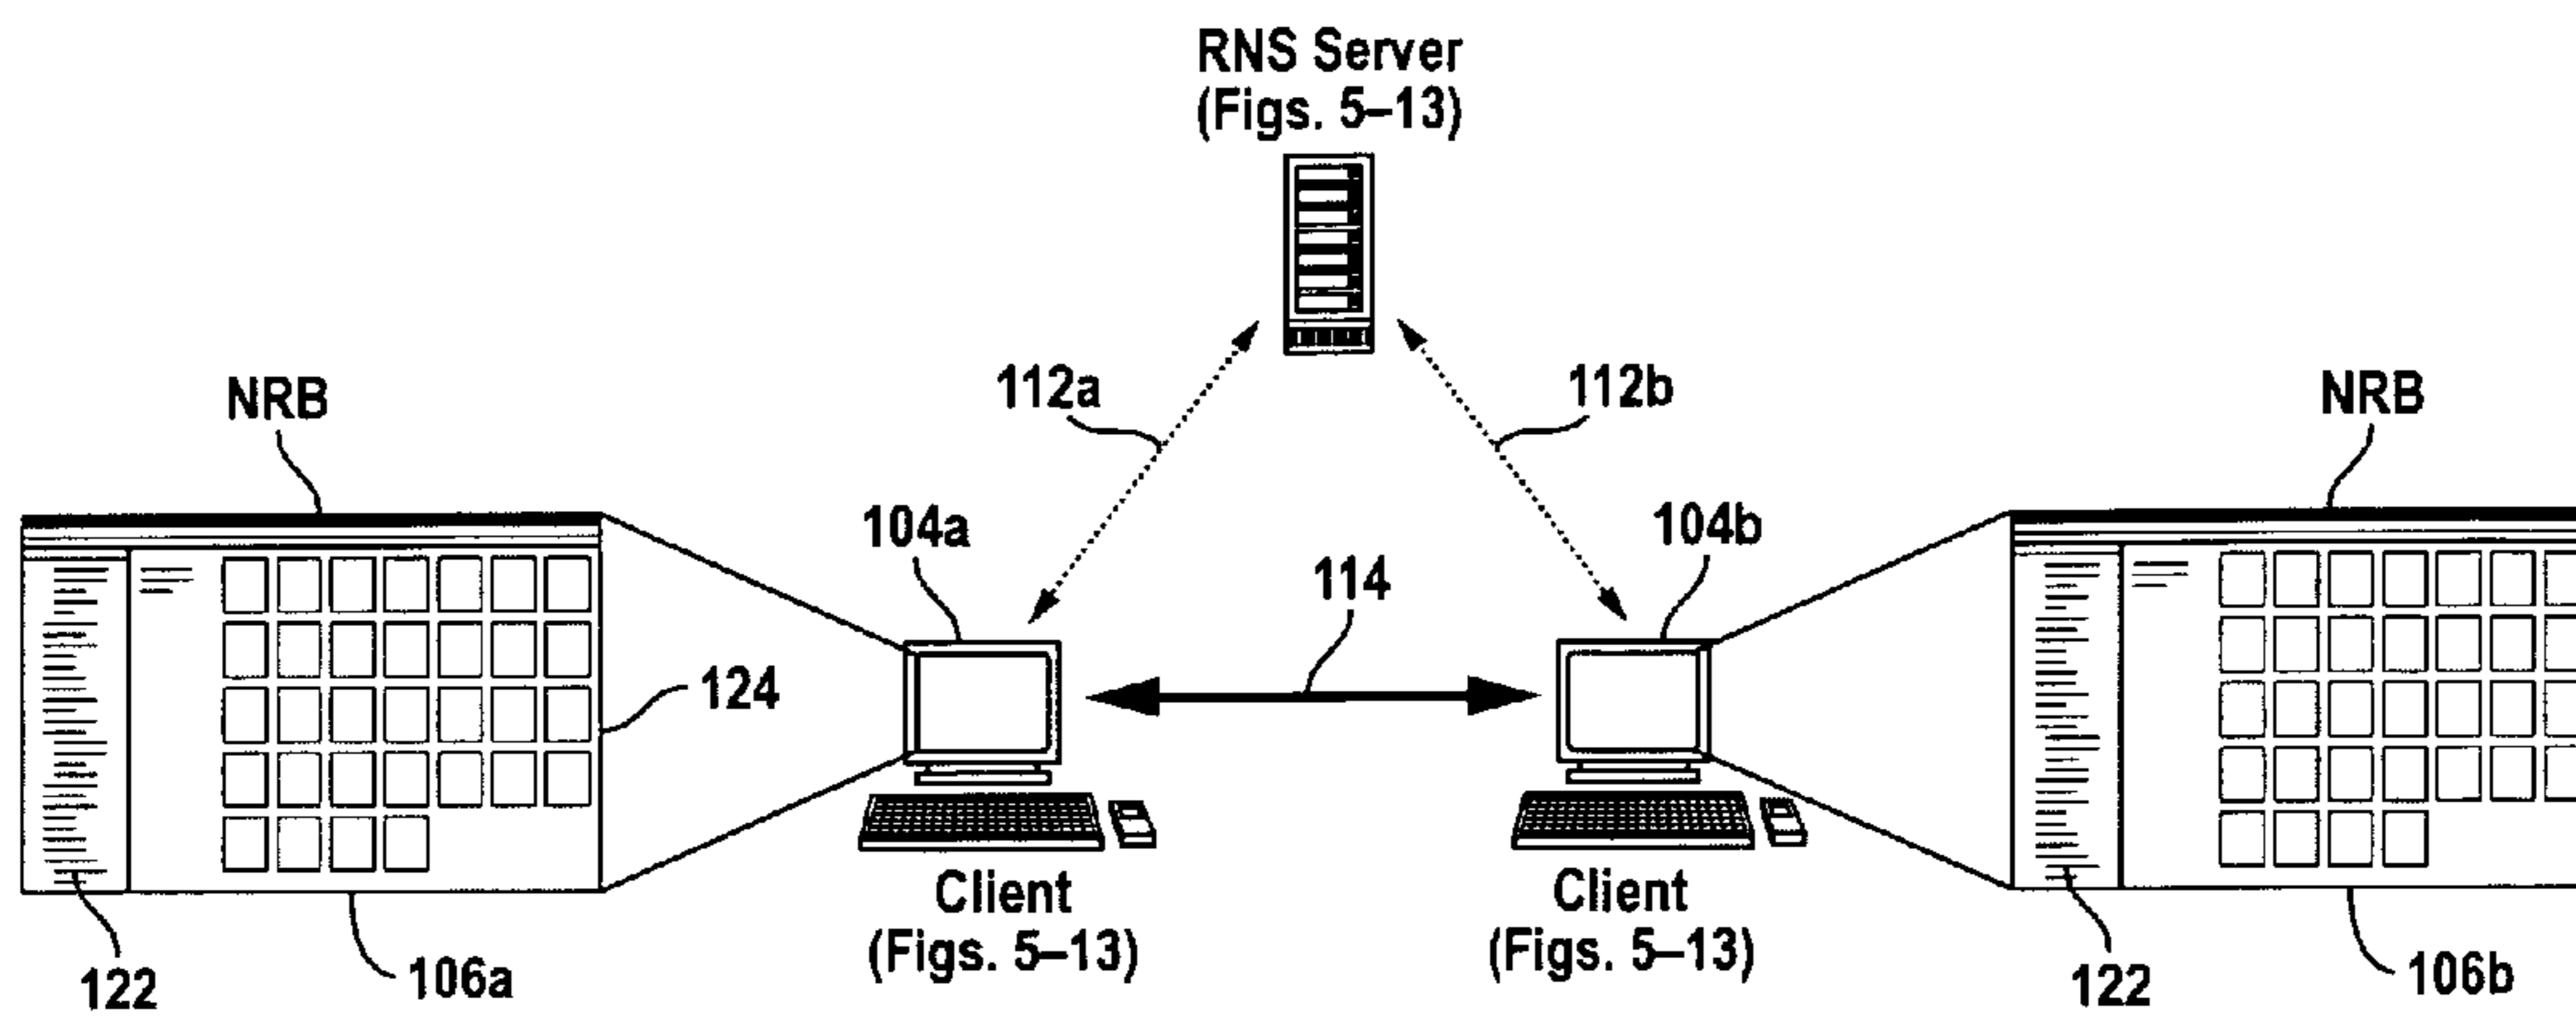 RNS Server
(Figs. 5–13)
112a
112b
NRB
NRB
104a
104b
114
124
Client
(Figs. 5–13)
Client
(Figs. 5–13)
122
106a
122
106b